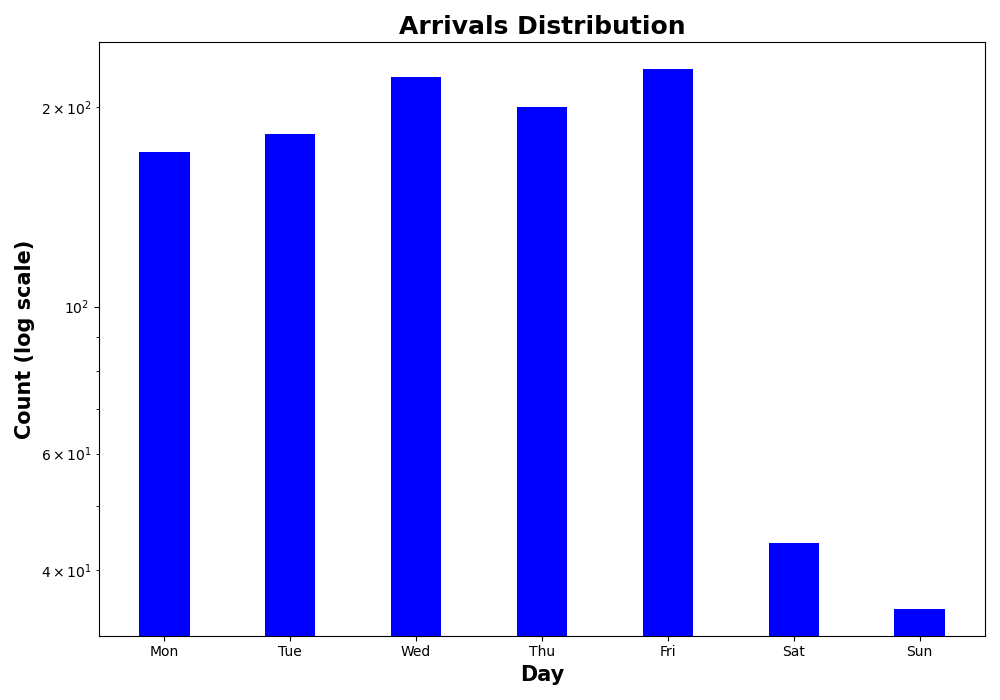 Arrivals Distribution
Count (log scale)
2 × 10²
10²
6 × 10¹
4 × 10¹
Mon Tue Wed Thu Fri Sat Sun
Day